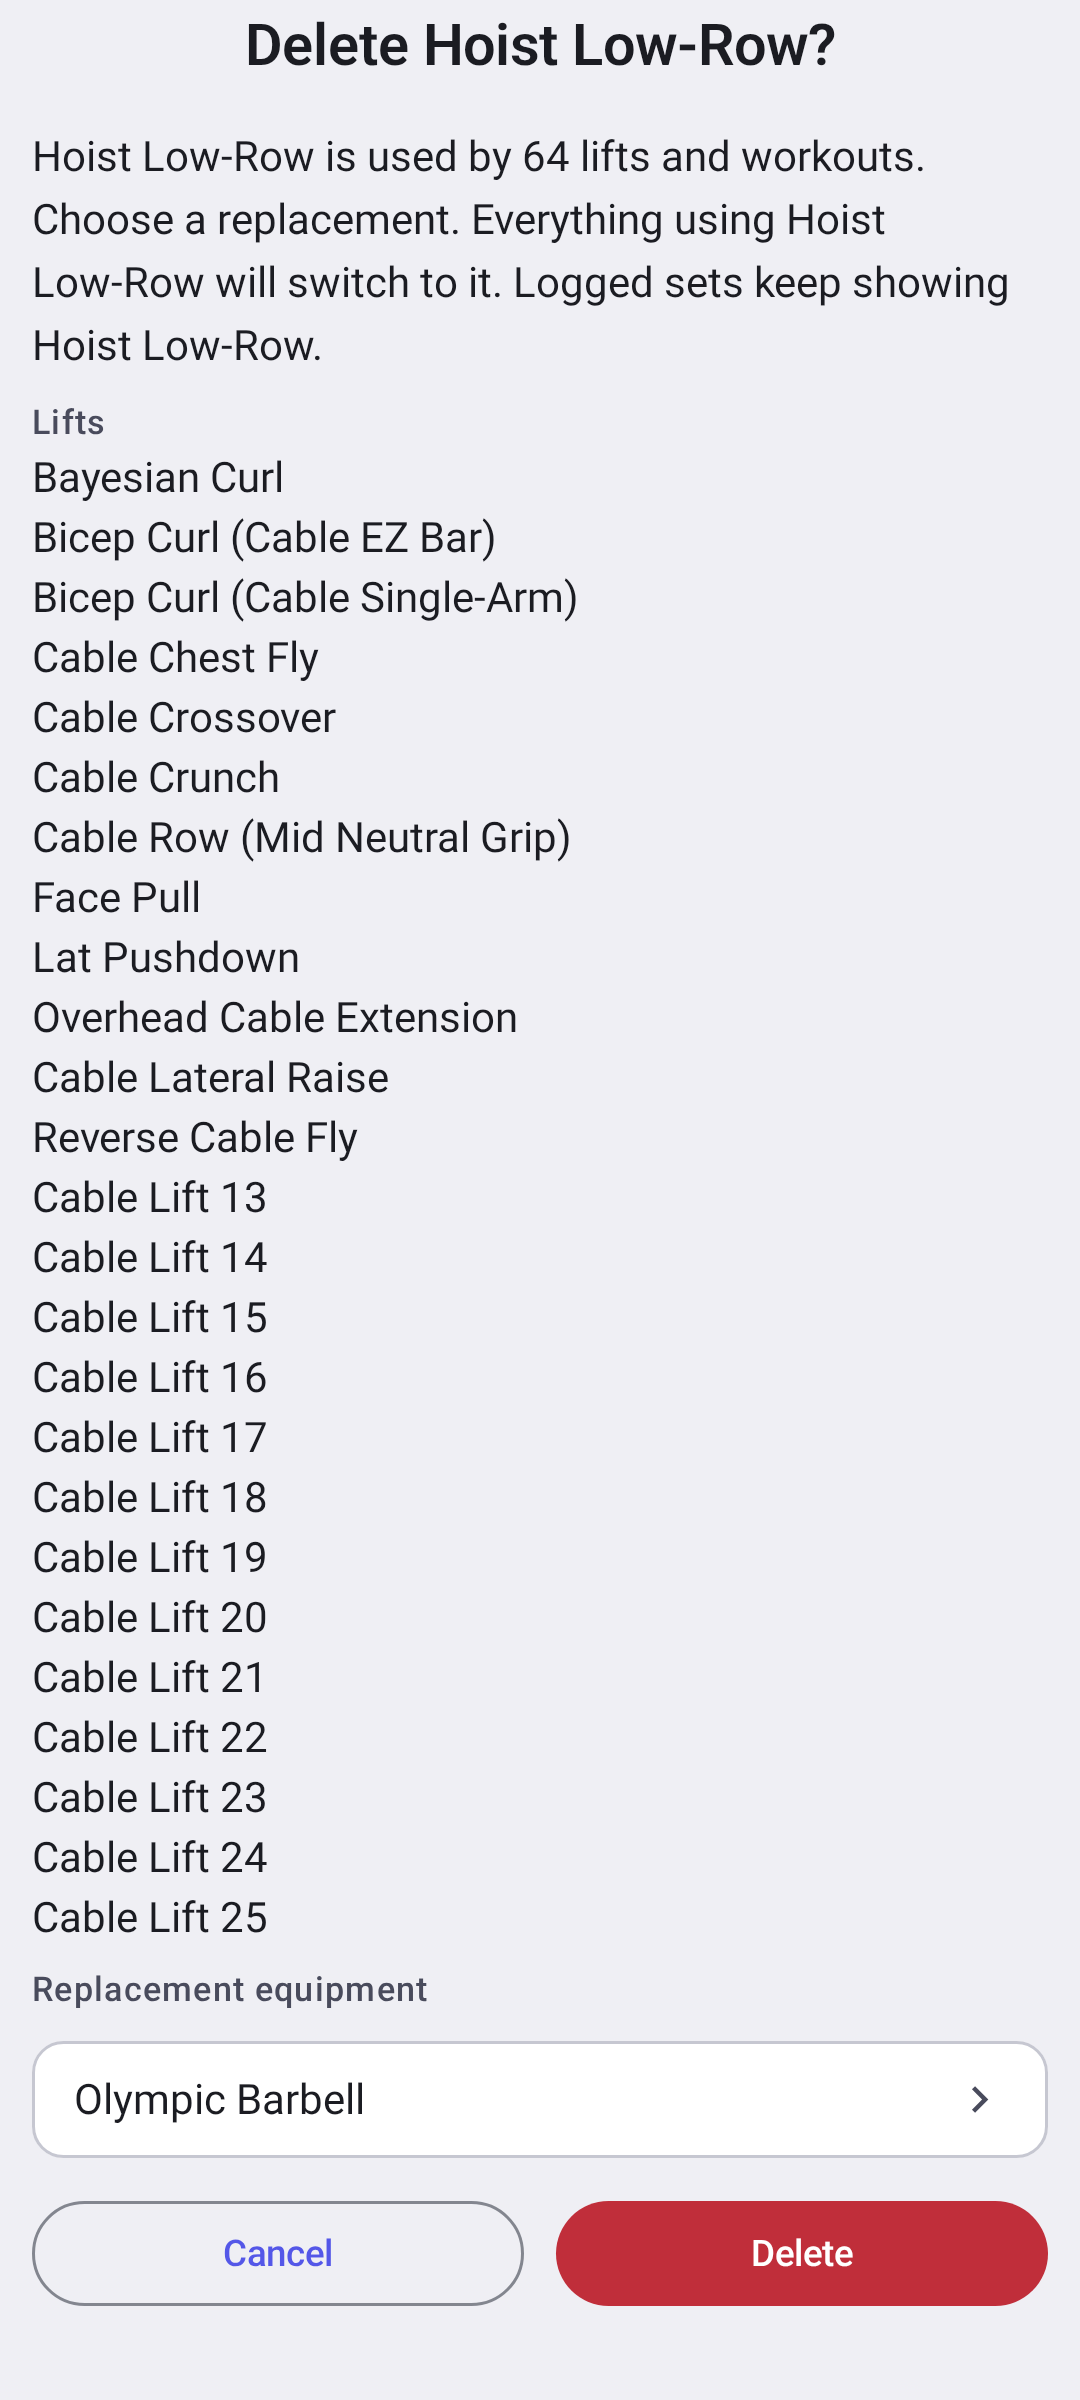 Delete Hoist Low-Row?
Hoist Low-Row is used by 64 lifts and workouts.
Choose a replacement. Everything using Hoist
Low-Row will switch to it. Logged sets keep showing
Hoist Low-Row.
Lifts
Bayesian Curl
Bicep Curl (Cable EZ Bar)
Bicep Curl (Cable Single-Arm)
Cable Chest Fly
Cable Crossover
Cable Crunch
Cable Row (Mid Neutral Grip)
Face Pull
Lat Pushdown
Overhead Cable Extension
Cable Lateral Raise
Reverse Cable Fly
Cable Lift 13
Cable Lift 14
Cable Lift 15
Cable Lift 16
Cable Lift 17
Cable Lift 18
Cable Lift 19
Cable Lift 20
Cable Lift 21
Cable Lift 22
Cable Lift 23
Cable Lift 24
Cable Lift 25
Replacement equipment
Olympic Barbell
Cancel
Delete